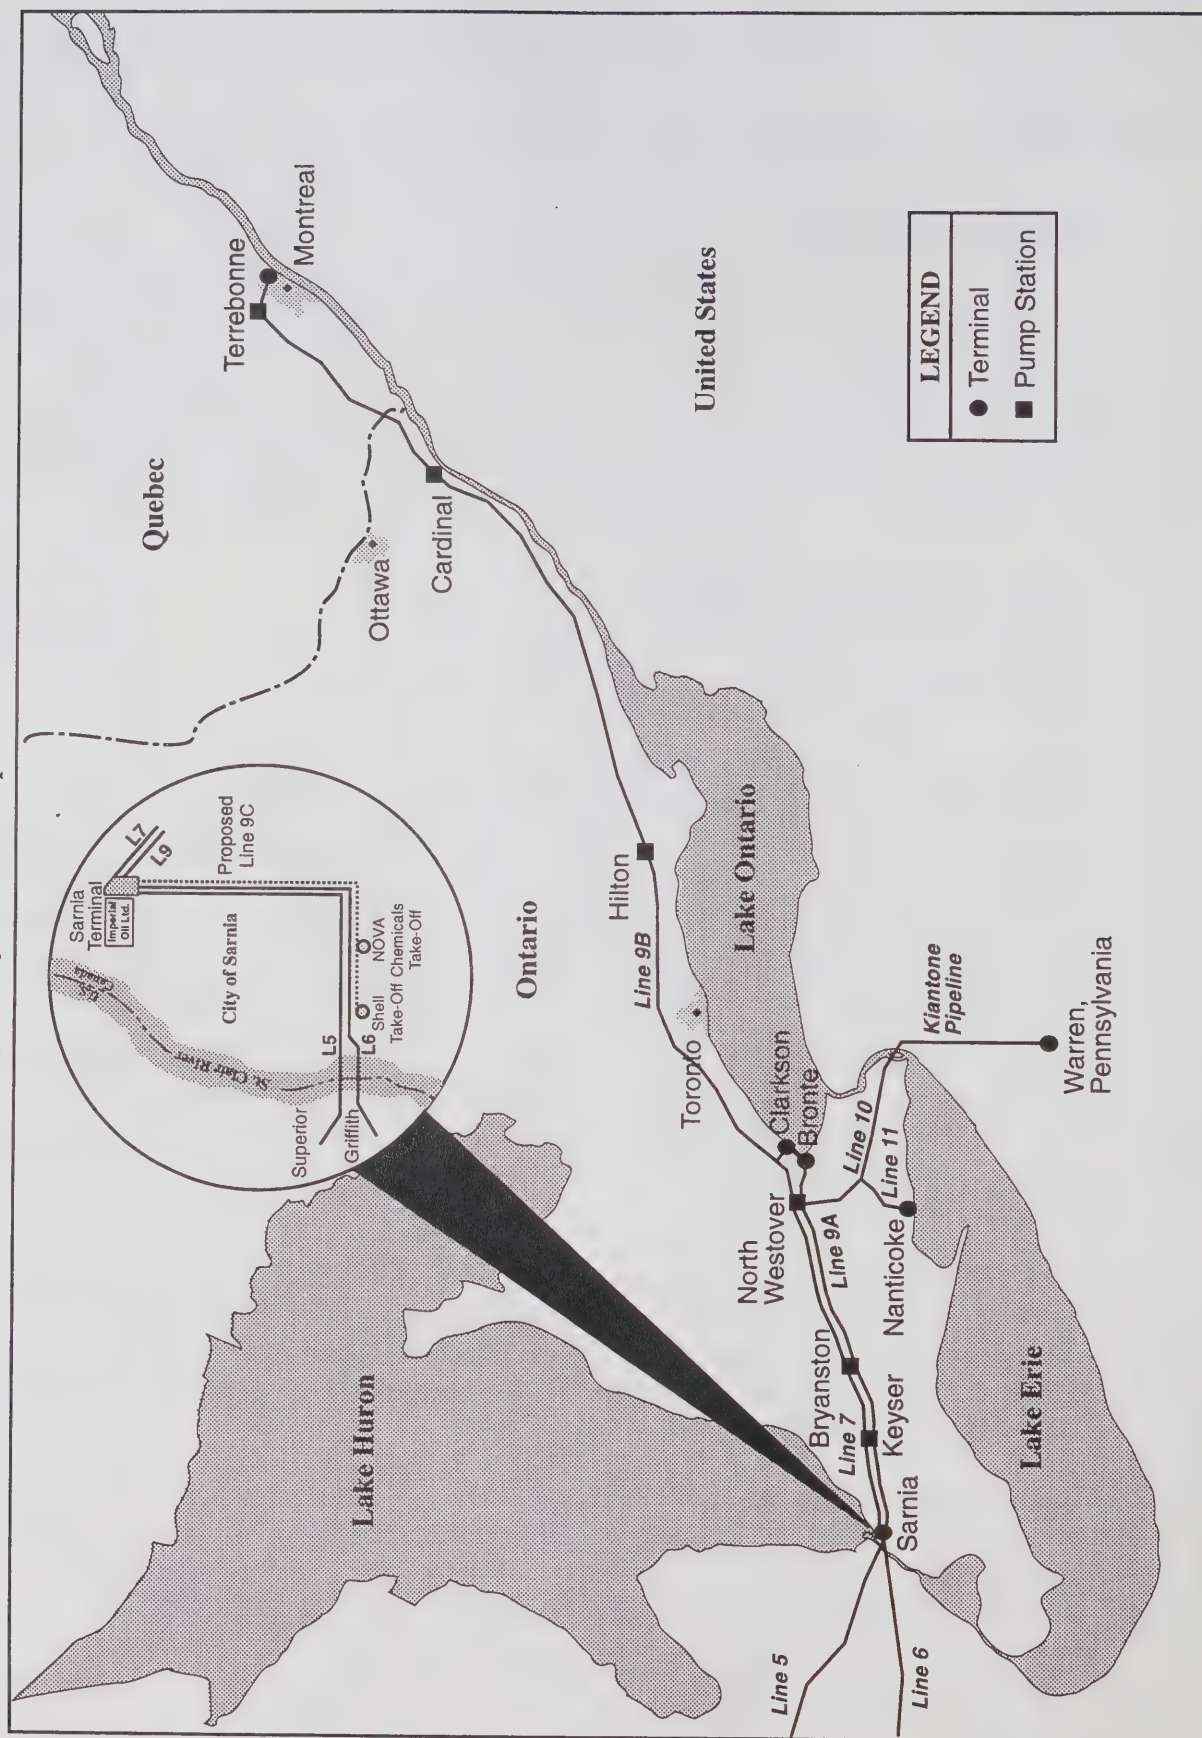 Quebec
Terrebonne
Montreal
Ottawa
Cardinal
United States
LEGEND
Terminal
Pump Station
Sarnia
Terminal
Imperial
Oil Ltd.
L7
L9
Proposed
Line 9C
City of Sarnia
U.S.
Canada
St. Clair River
L5
L6
Shell
Take-Off
NOVA
Chemicals
Take-Off
Superior
Griffith
Ontario
Hilton
Line 9B
Lake Ontario
Toronto
Clarkson
Bronte
Kiantone
Pipeline
Warren,
Pennsylvania
Line 10
Line 11
North
Westover
Line 9A
Nanticoke
Lake Huron
Bryanston
Line 7
Keyser
Lake Erie
Sarnia
Line 5
Line 6